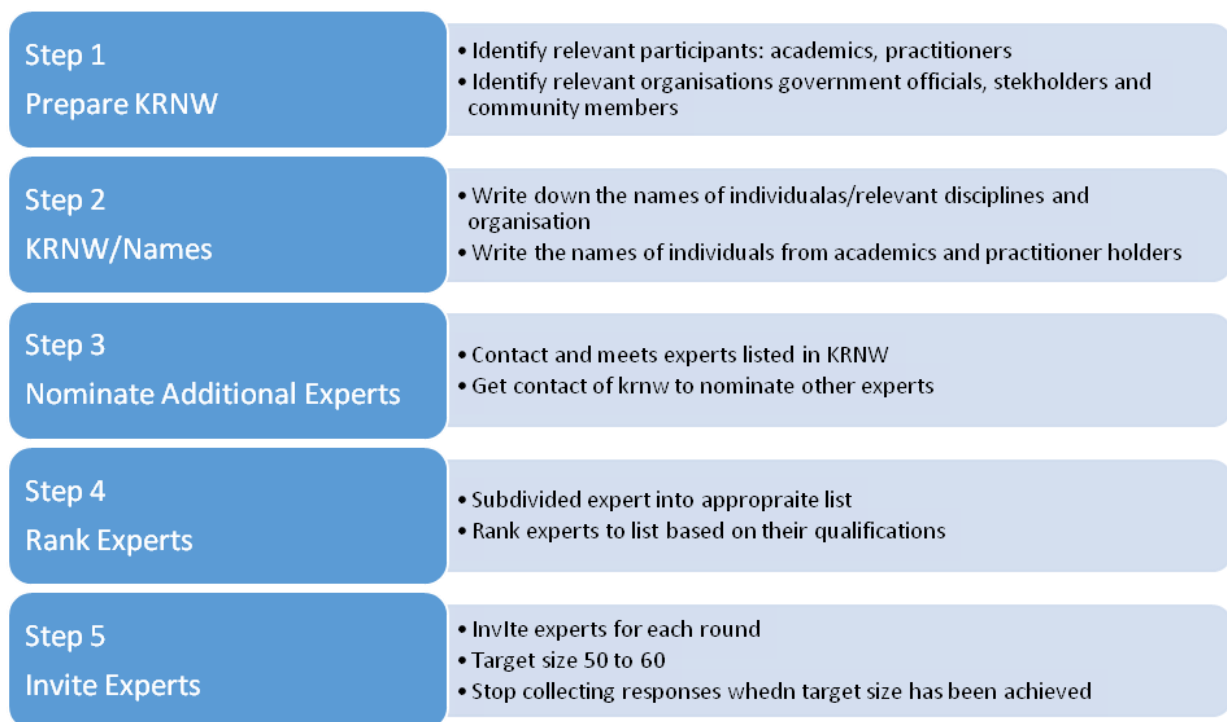 Step 1
Prepare KRNW
• Identify relevant participants: academics, practitioners
• Identify relevant organisations government officials, stekholders and
community members
Step 2
KRNW/Names
• Write down the names of individualas/relevant disciplines and
organisation
• Write the names of individuals from academics and practitioner holders
Step 3
Nominate Additional Experts
• Contact and meets experts listed in KRNW
• Get contact of krnw to nominate other experts
Step 4
Rank Experts
• Subdivided expert into appropraite list
• Rank experts to list based on their qualifications
Step 5
Invite Experts
• InvIte experts for each round
• Target size 50 to 60
• Stop collecting responses whedn target size has been achieved